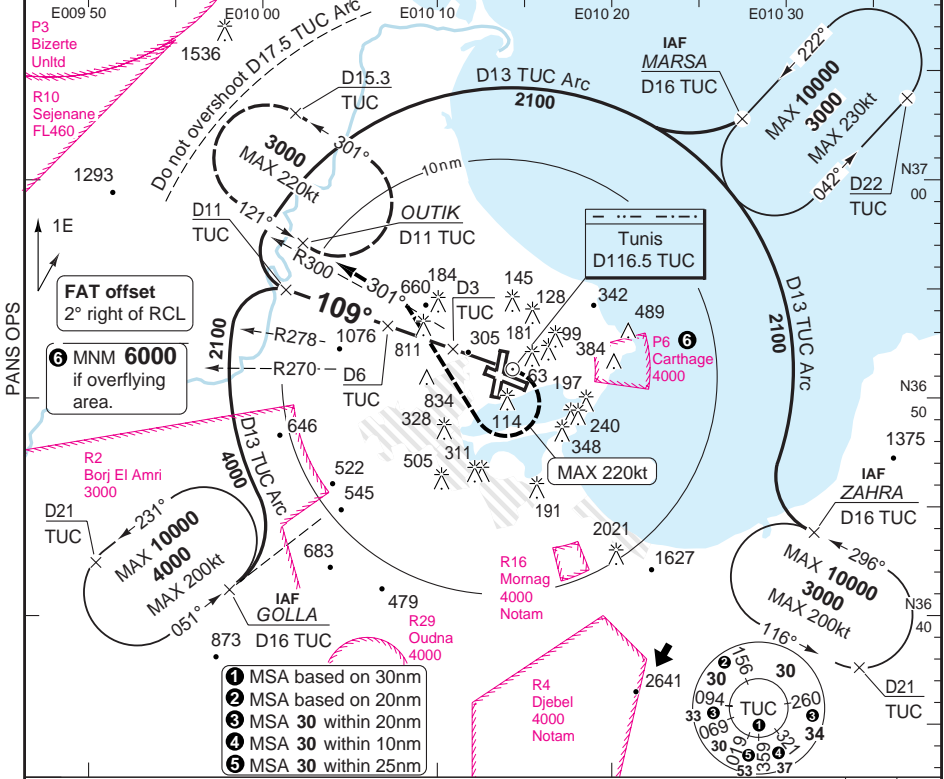 E009 50
E010 00
E010 10
E010 20
E010 30
P3
Bizerte
Unltd
R10
Sejenane
FL460
1536
Do not overshoot D17.5 TUC Arc
D15.3
TUC
D13 TUC Arc
2100
IAF
MARSA
D16 TUC
222°
MAX 10000
3000
MAX 230kt
042°
D22
TUC
N37
00
3000
MAX 220kt
301°
121°
10nm
1293
D11
TUC
OUTIK
D11 TUC
Tunis
D116.5 TUC
1E
PANS OPS
FAT offset
2° right of RCL
R300
301°
109°
660
184
D3
TUC
145
128
342
489
2100
R278
1076
811
305
181
99
384
P6
Carthage
4000
6
D13 TUC Arc
2100
6 MNM 6000
if overflying
area.
R270
D6
TUC
63
197
N36
50
834
328
114
240
348
646
R2
Borj El Amri
3000
D13 TUC Arc
4000
522
545
505
311
191
MAX 220kt
1375
IAF
ZAHRA
D16 TUC
D21
TUC
231°
MAX 10000
4000
MAX 200kt
051°
683
2021
1627
R16
Mornag
4000
Notam
296°
MAX 10000
3000
MAX 200kt
116°
N36
40
IAF
GOLLA
D16 TUC
479
873
R29
Oudna
4000
R4
Djebel
4000
Notam
2641
D21
TUC
1 MSA based on 30nm
2 MSA based on 20nm
3 MSA 30 within 20nm
4 MSA 30 within 10nm
5 MSA 30 within 25nm
2
156
30
30
094
TUC
260
3
33
3
34
069
1
30
019
359
321
5
4
53
37